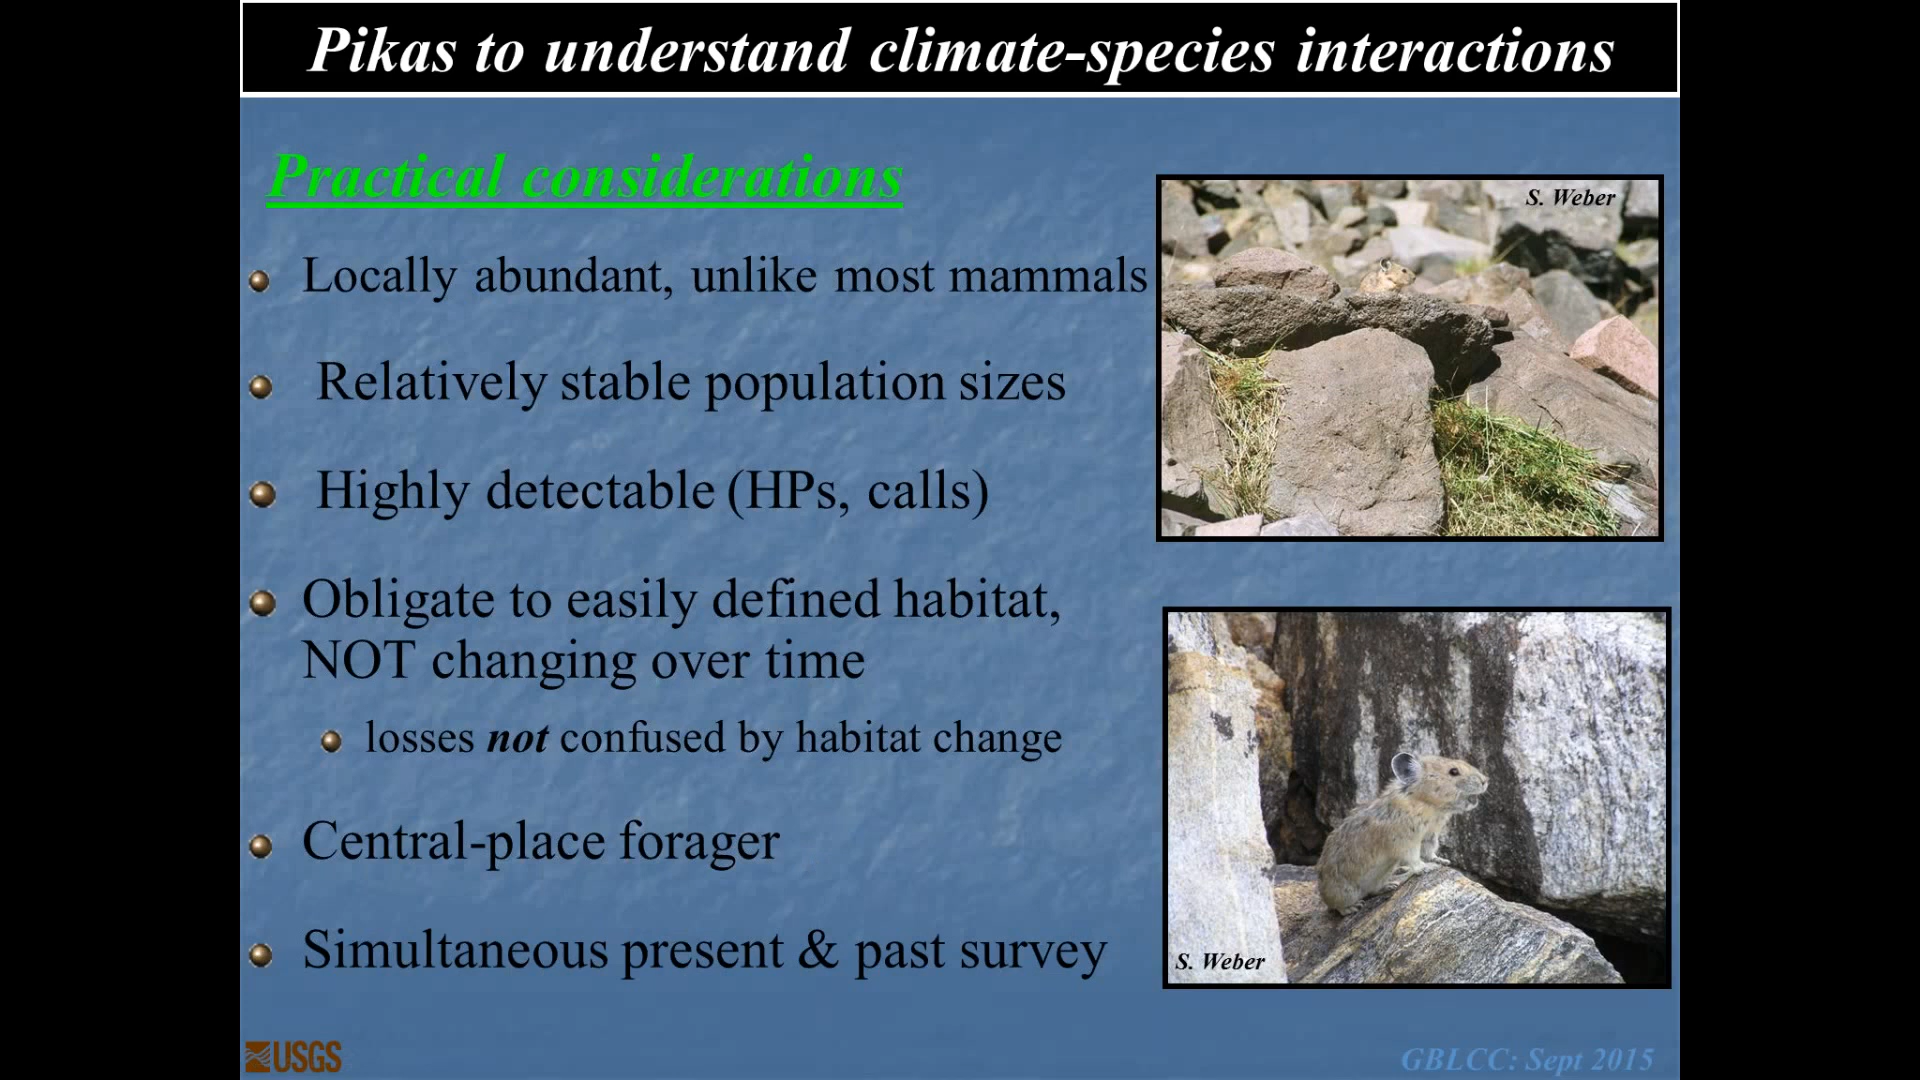 Pikas to understand climate-species interactions
Practical considerations
Locally abundant, unlike most mammals
Relatively stable population sizes
Highly detectable (HPs, calls)
Obligate to easily defined habitat,
NOT changing over time
losses not confused by habitat change
Central-place forager
Simultaneous present & past survey
S. Weber
S. Weber
USGS
GBLCC: Sept 2015